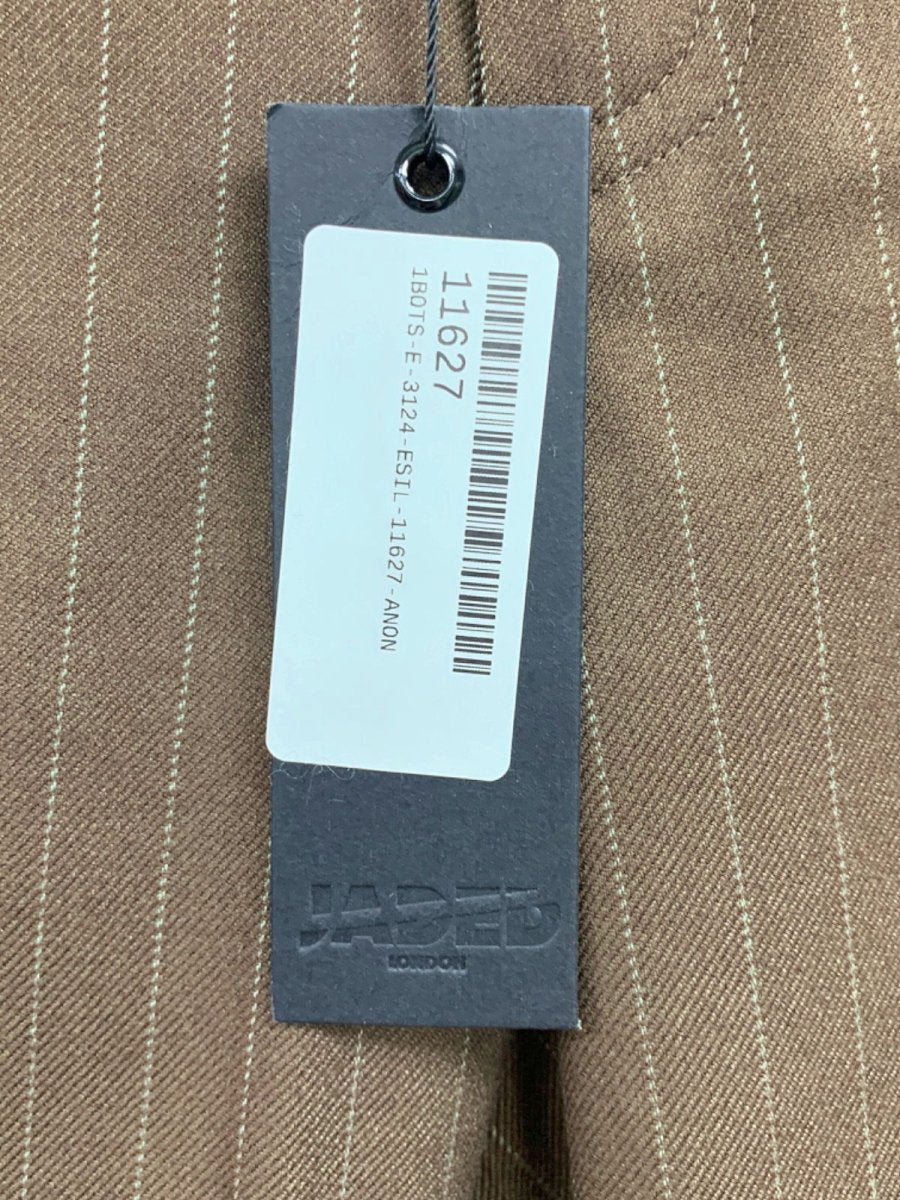 11627
1BOTS-E-3124-ESIL-11627-ANON
JADED
LONDON